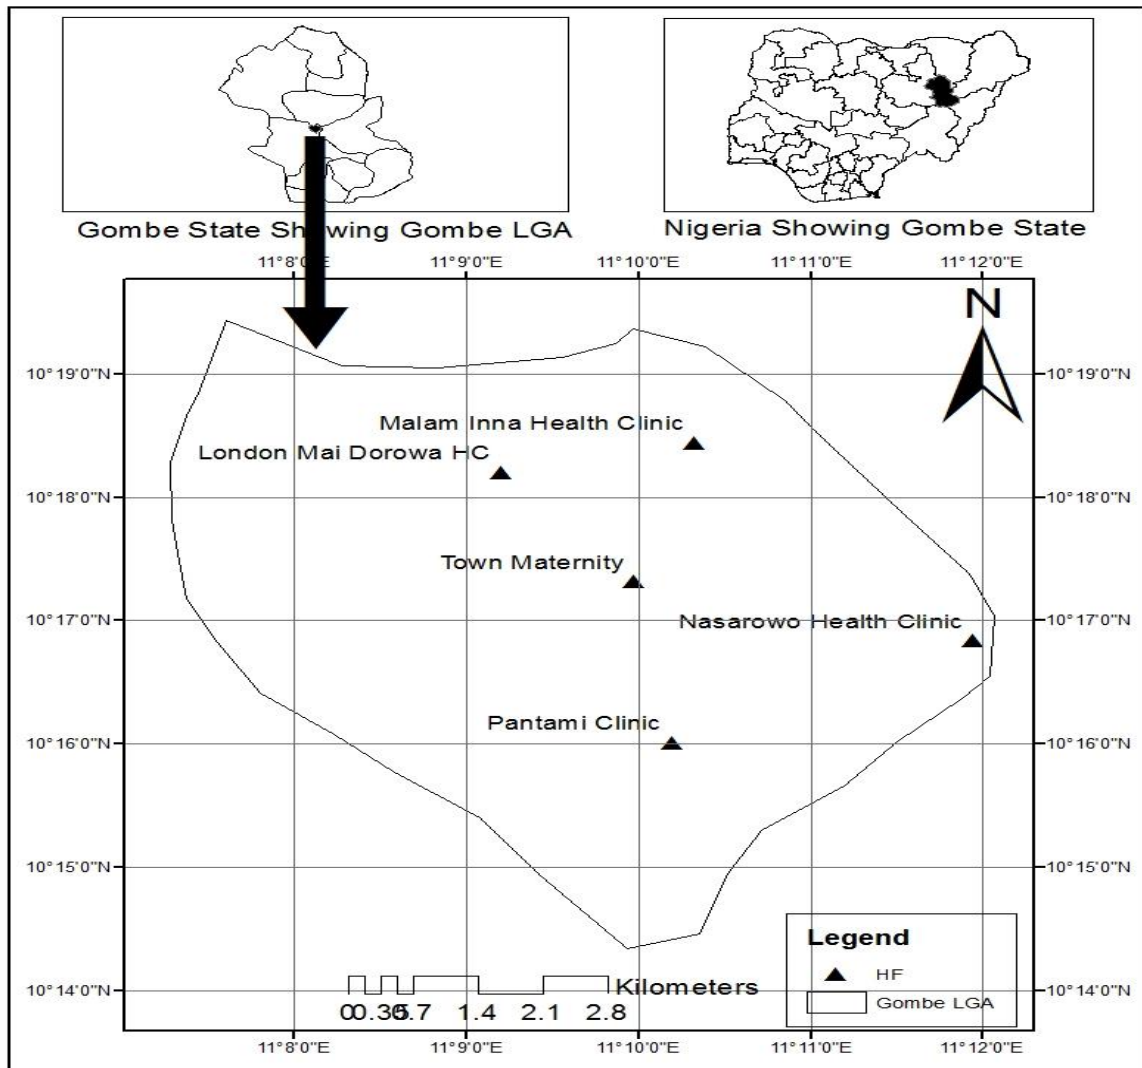 Gombe State Showing Gombe LGA
Nigeria Showing Gombe State
11°8'0"E 11°9'0"E 11°10'0"E 11°11'0"E 11°12'0"E
N
10°19'0"N 10°19'0"N
Malam Inna Health Clinic
London Mai Dorowa HC
10°18'0"N 10°18'0"N
Town Maternity
10°17'0"N 10°17'0"N
Nasarowo Health Clinic
Pantami Clinic
10°16'0"N 10°16'0"N
10°15'0"N 10°15'0"N
Legend
HF
Gombe LGA
Kilometers
10°14'0"N 10°14'0"N
0 0.35 0.7 1.4 2.1 2.8
11°8'0"E 11°9'0"E 11°10'0"E 11°11'0"E 11°12'0"E